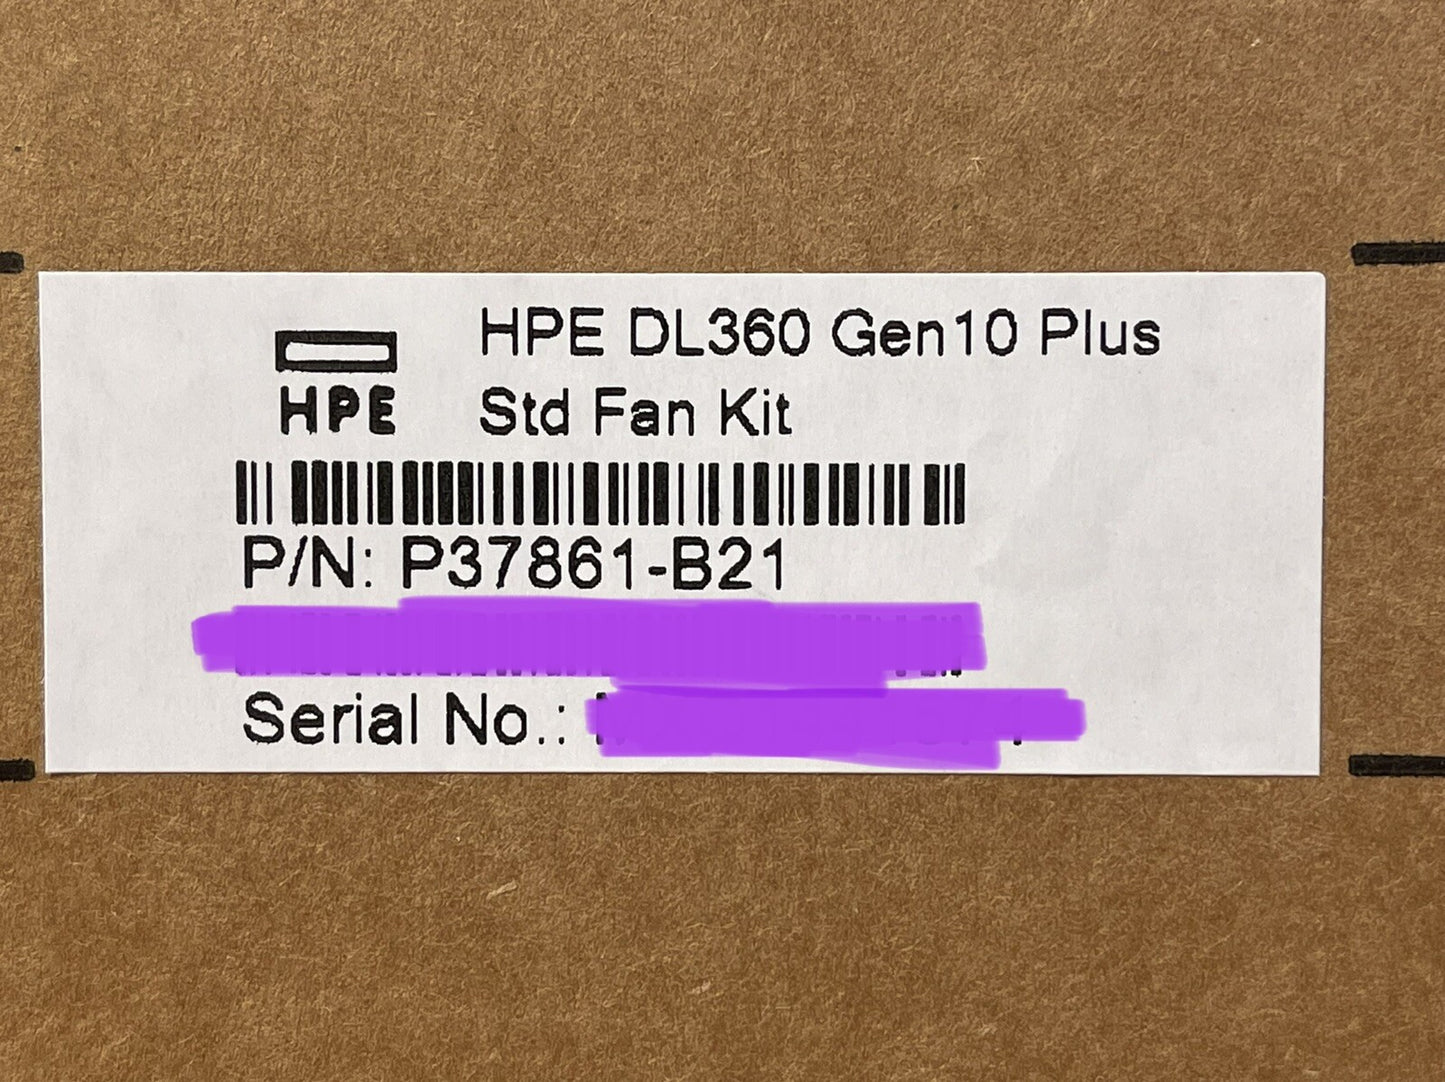 HPE DL360 Gen10 Plus
HPE Std Fan Kit
P/N: P37861-B21
Serial No.: